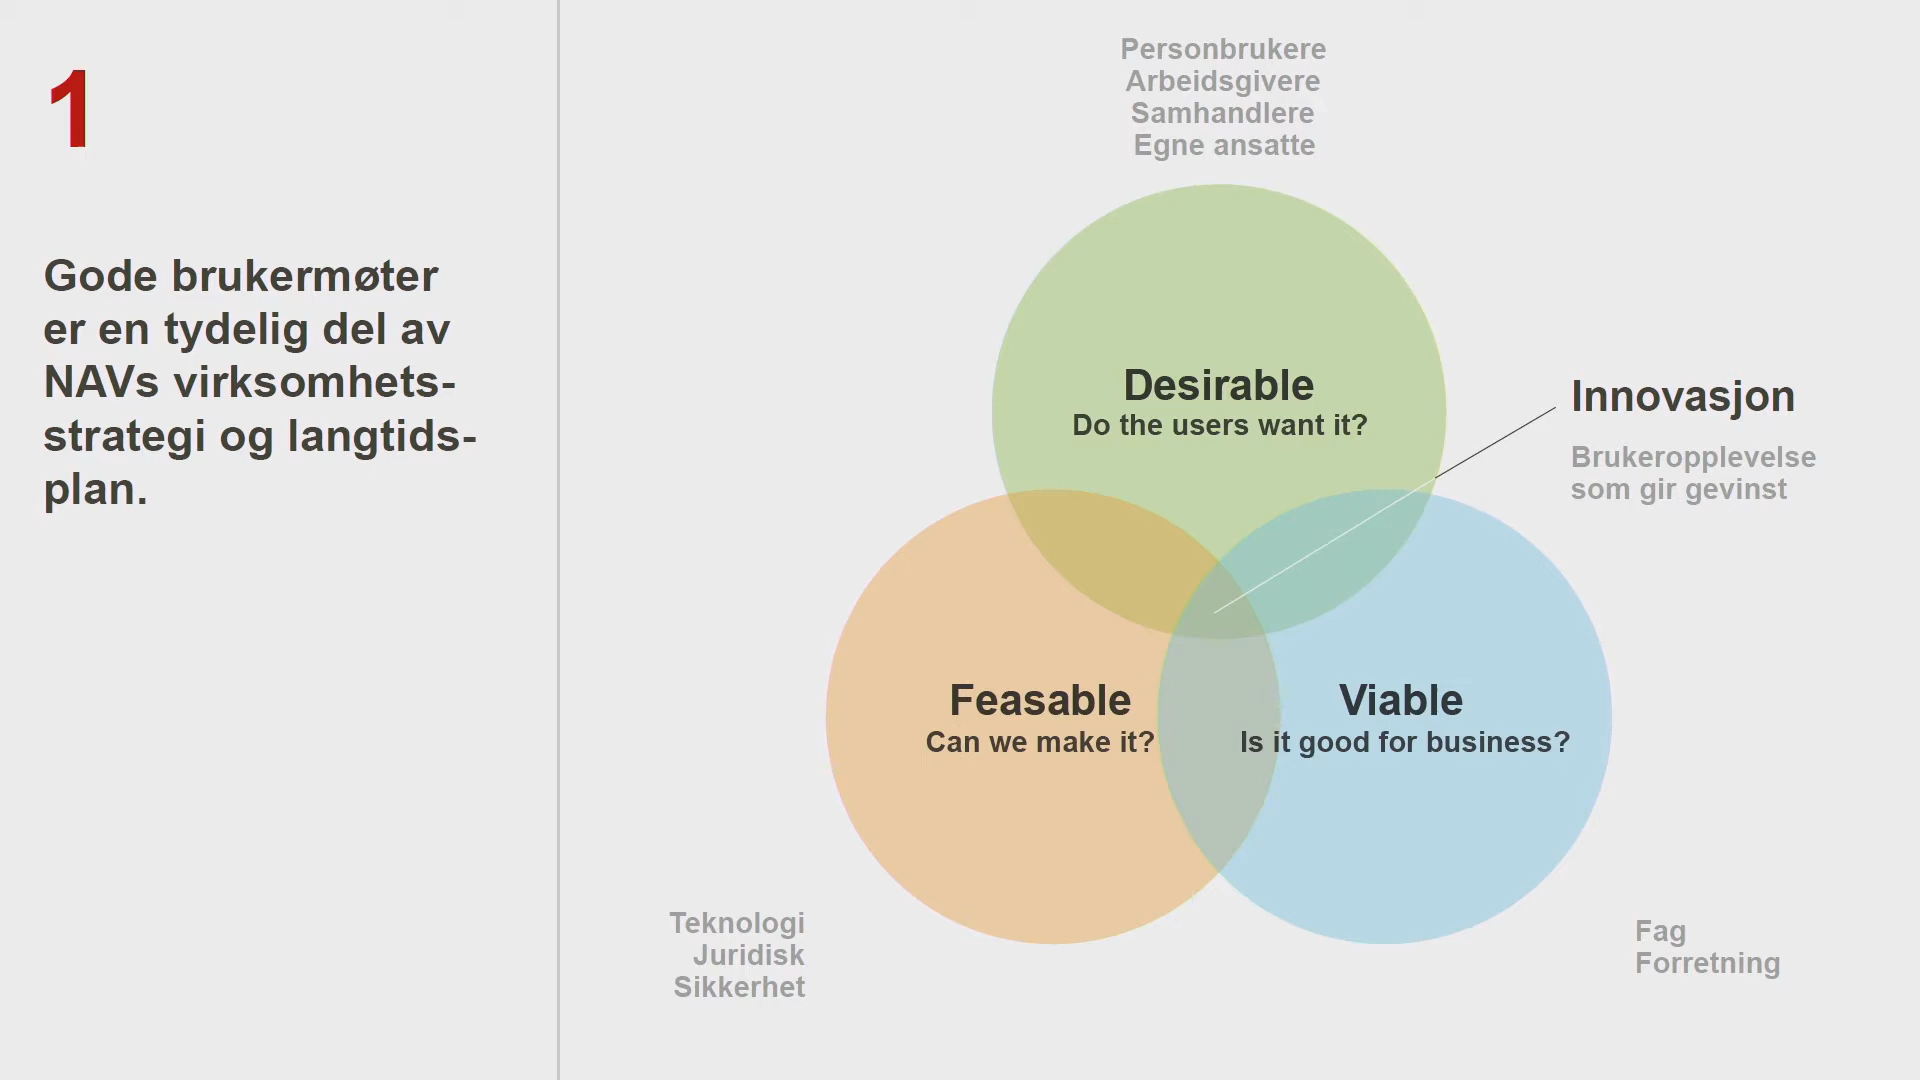 1
Gode brukermøter
er en tydelig del av
NAVs virksomhets-
strategi og langtids-
plan.
Personbrukere
Arbeidsgivere
Samhandlere
Egne ansatte
Desirable
Do the users want it?
Innovasjon
Brukeropplevelse
som gir gevinst
Feasable
Can we make it?
Viable
Is it good for business?
Teknologi
Juridisk
Sikkerhet
Fag
Forretning